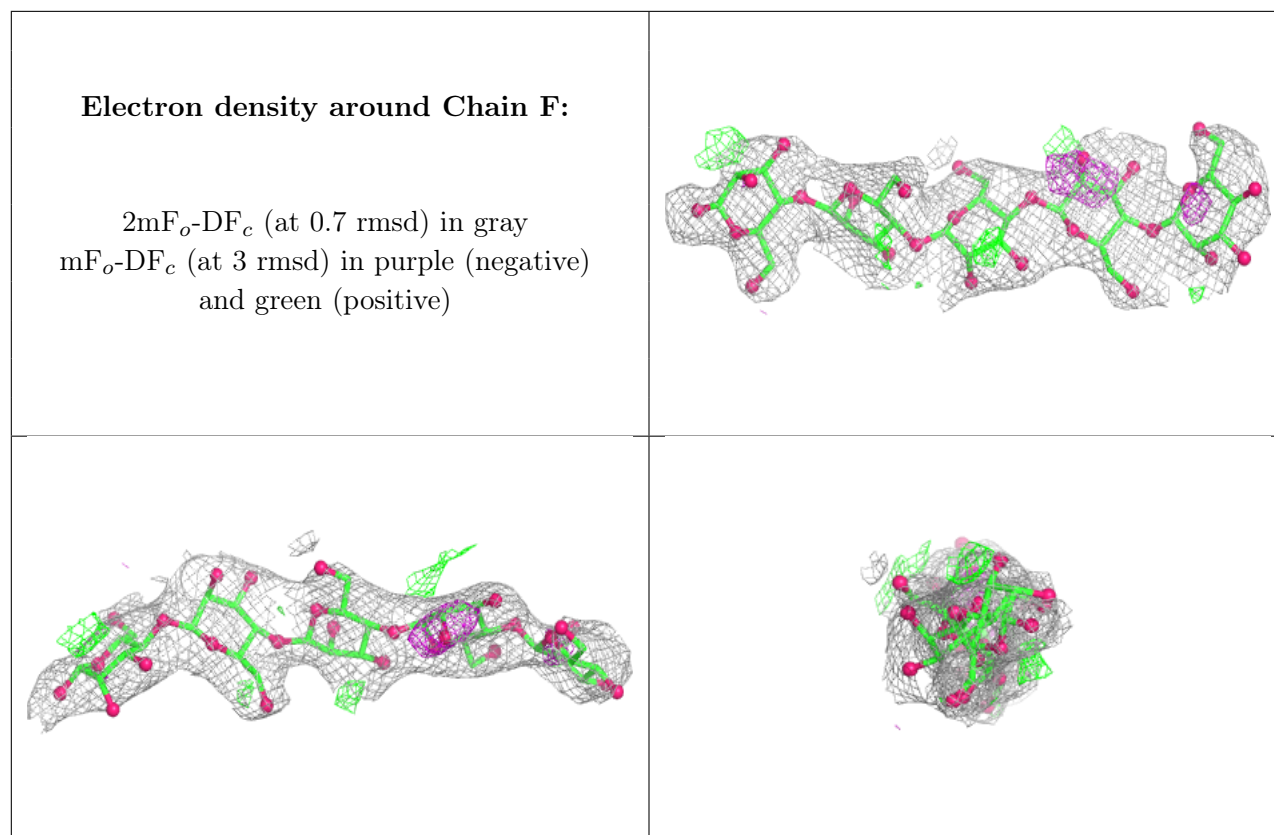 Electron density around Chain F:
2mFo-DFc (at 0.7 rmsd) in gray
mFo-DFc (at 3 rmsd) in purple (negative)
and green (positive)